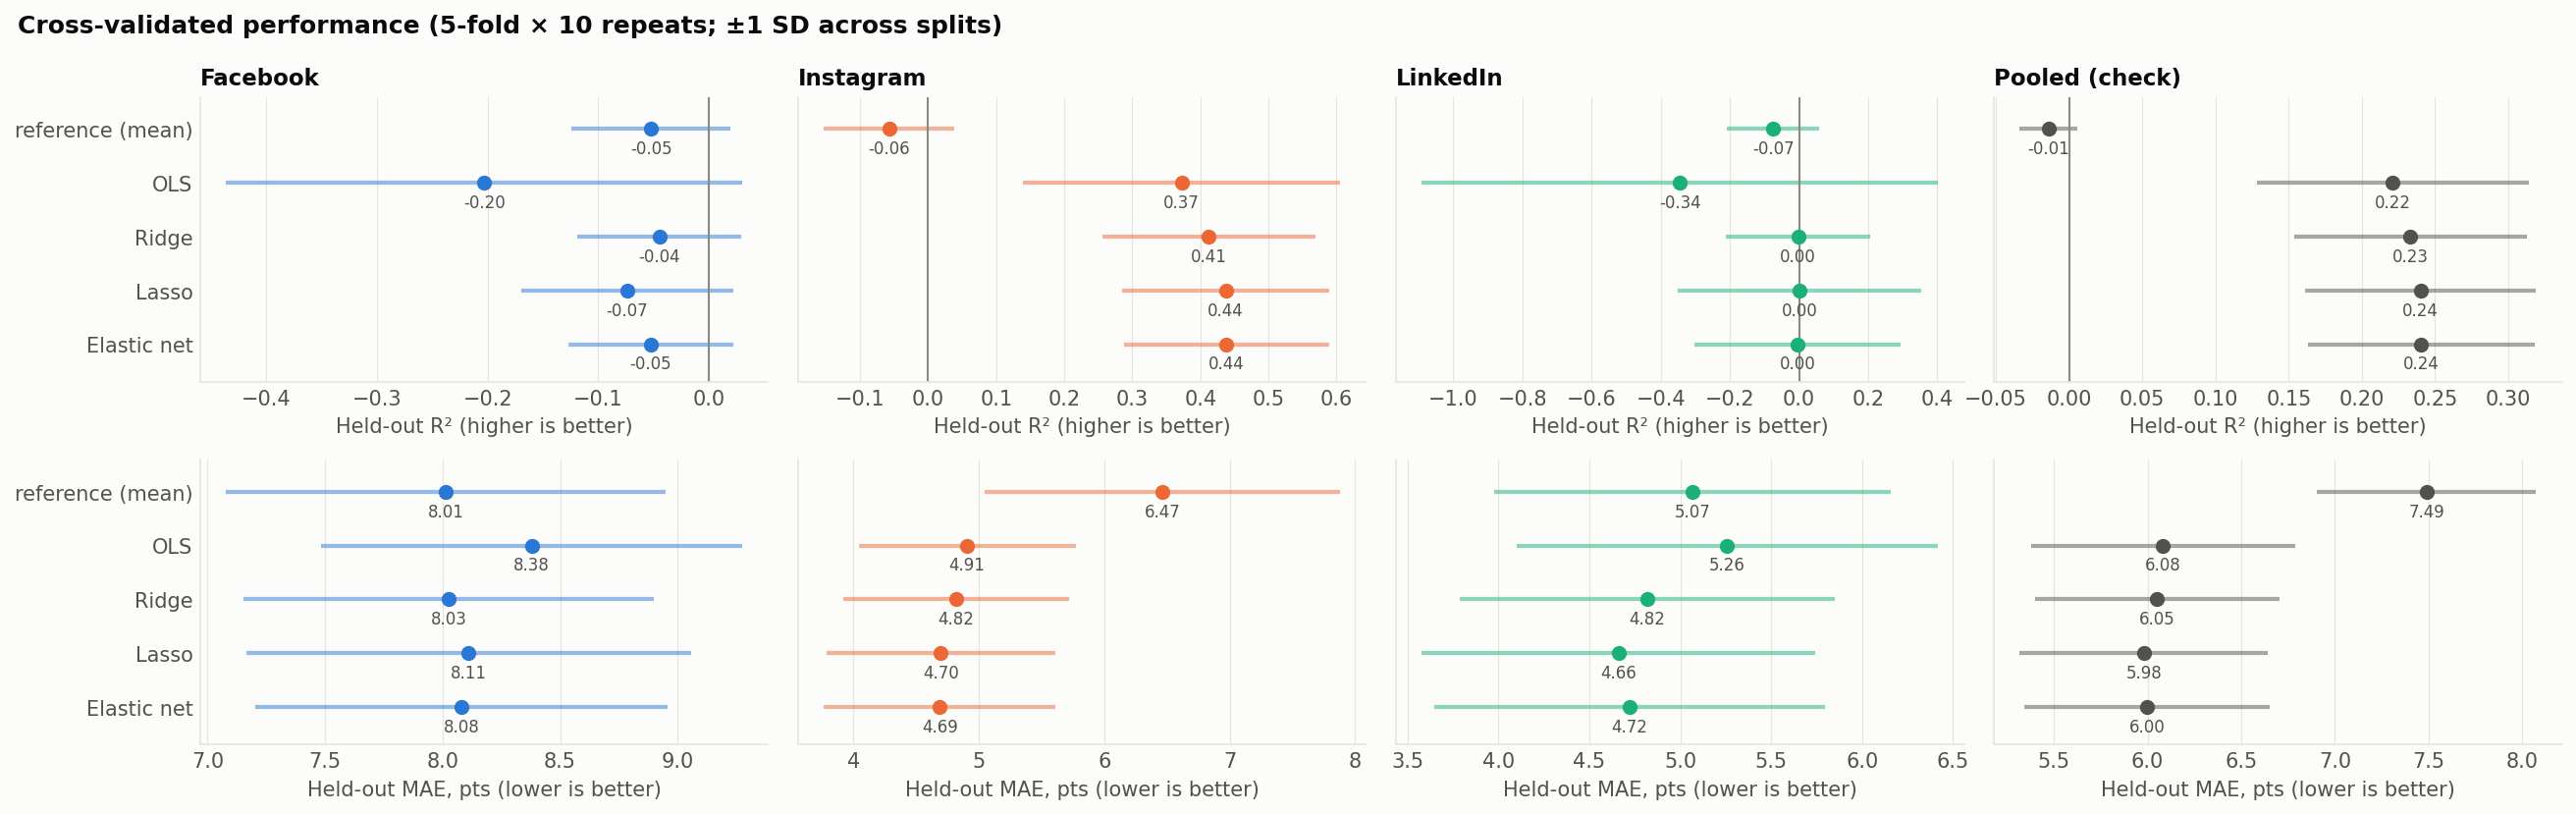 Cross-validated performance (5-fold × 10 repeats; ±1 SD across splits)
Facebook
Instagram
LinkedIn
Pooled (check)
reference (mean)
OLS
Ridge
Lasso
Elastic net
-0.05
-0.20
-0.04
-0.07
-0.05
−0.4 −0.3 −0.2 −0.1 0.0
Held-out R² (higher is better)
-0.06
0.37
0.41
0.44
0.44
−0.1 0.0 0.1 0.2 0.3 0.4 0.5 0.6
Held-out R² (higher is better)
-0.07
-0.34
0.00
0.00
0.00
−1.0 −0.8 −0.6 −0.4 −0.2 0.0 0.2 0.4
Held-out R² (higher is better)
-0.01
0.22
0.23
0.24
0.24
−0.05 0.00 0.05 0.10 0.15 0.20 0.25 0.30
Held-out R² (higher is better)
reference (mean)
OLS
Ridge
Lasso
Elastic net
8.01
8.38
8.03
8.11
8.08
7.0 7.5 8.0 8.5 9.0
Held-out MAE, pts (lower is better)
6.47
4.91
4.82
4.70
4.69
4 5 6 7 8
Held-out MAE, pts (lower is better)
5.07
5.26
4.82
4.66
4.72
3.5 4.0 4.5 5.0 5.5 6.0 6.5
Held-out MAE, pts (lower is better)
7.49
6.08
6.05
5.98
6.00
5.5 6.0 6.5 7.0 7.5 8.0
Held-out MAE, pts (lower is better)